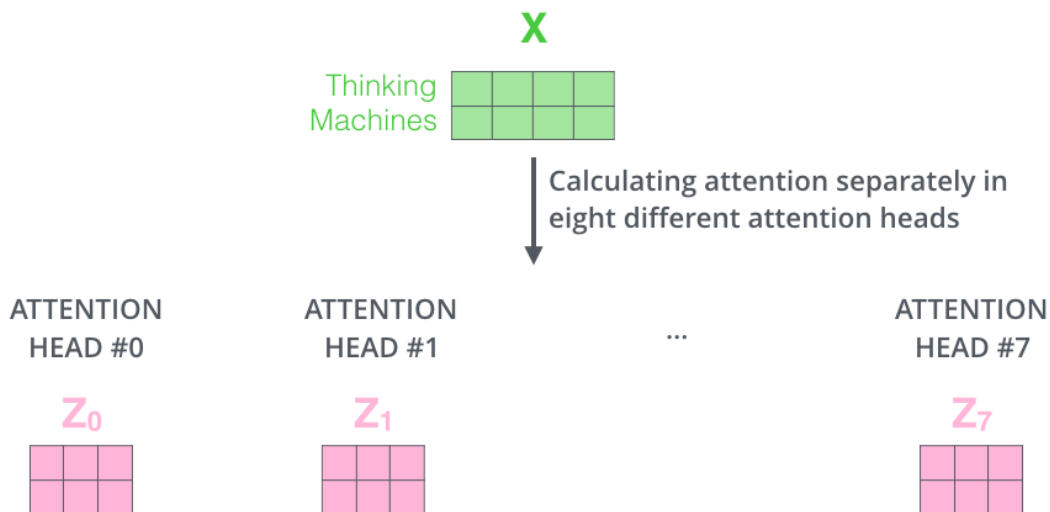 X
Thinking
Machines
Calculating attention separately in
eight different attention heads
ATTENTION
HEAD #0
ATTENTION
HEAD #1
...
ATTENTION
HEAD #7
Z₀
Z₁
Z₇